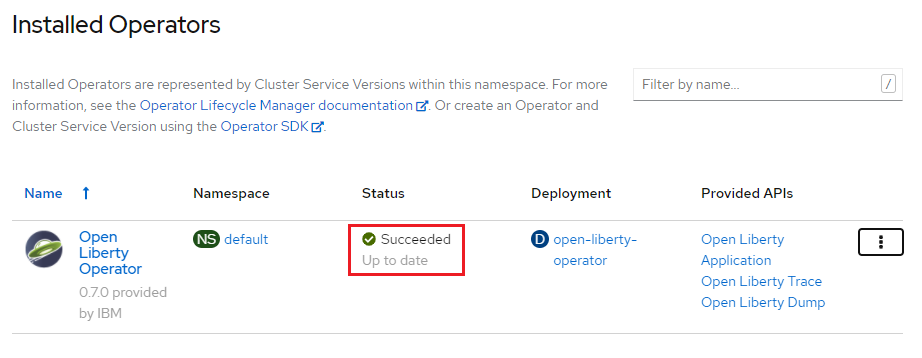 Installed Operators
Installed Operators are represented by Cluster Service Versions within this namespace. For more
information, see the Operator Lifecycle Manager documentation. Or create an Operator and
Cluster Service Version using the Operator SDK.
Filter by name...
/
Name
Namespace
Status
Deployment
Provided APIs
Open
Liberty
Operator
0.7.0 provided
by IBM
NS default
Succeeded
Up to date
D open-liberty-
operator
Open Liberty
Application
Open Liberty Trace
Open Liberty Dump